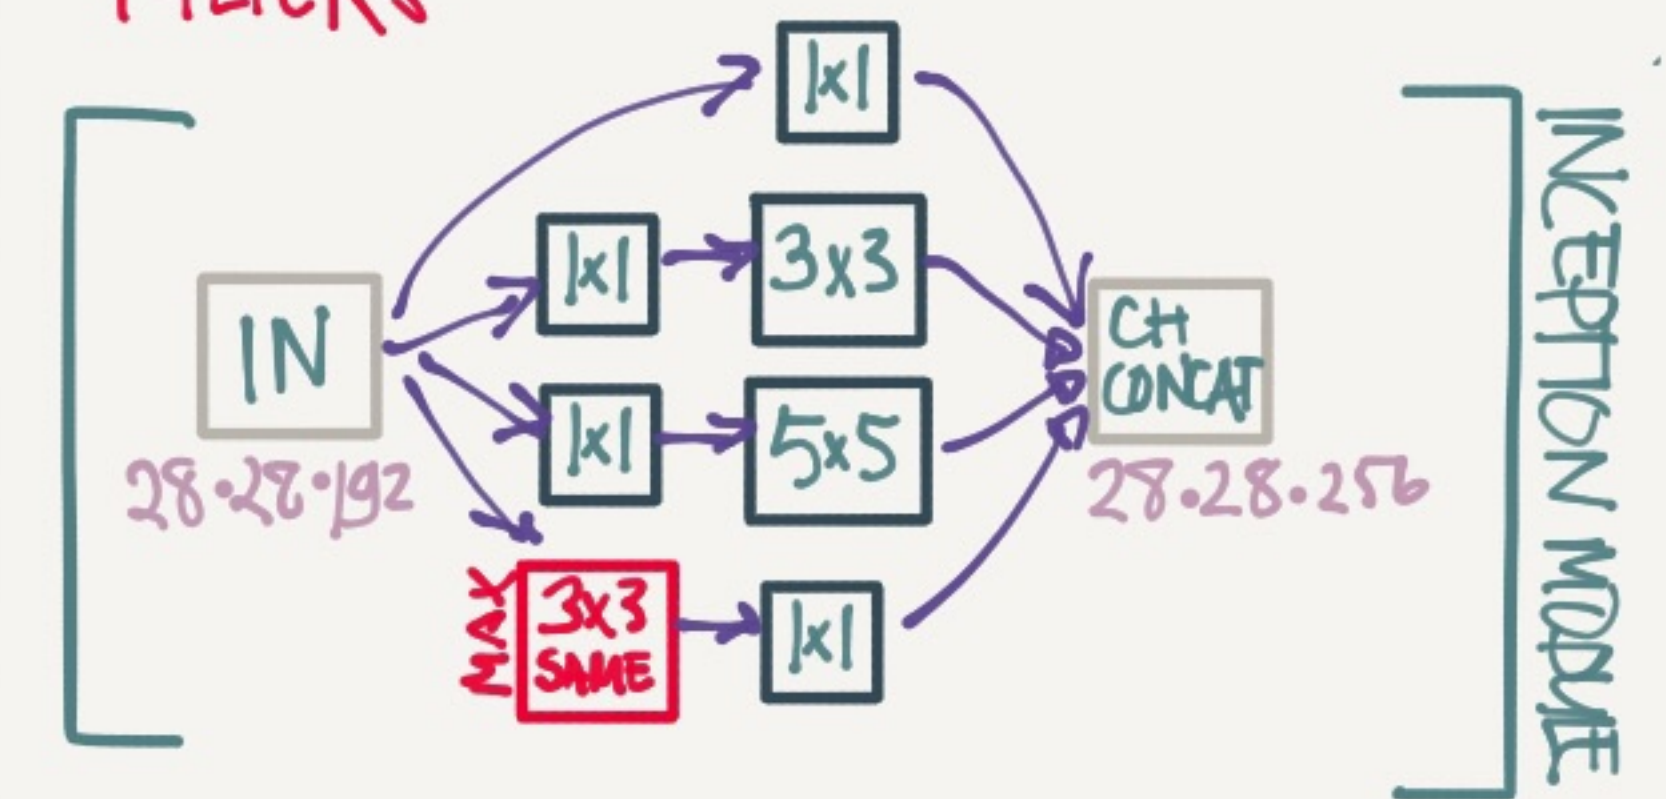 1x1
1x1
3x3
IN
CH
CONCAT
28·28·192
28·28·256
1x1
5x5
MAX
3x3
SAME
1x1
INCEPTION MODULE